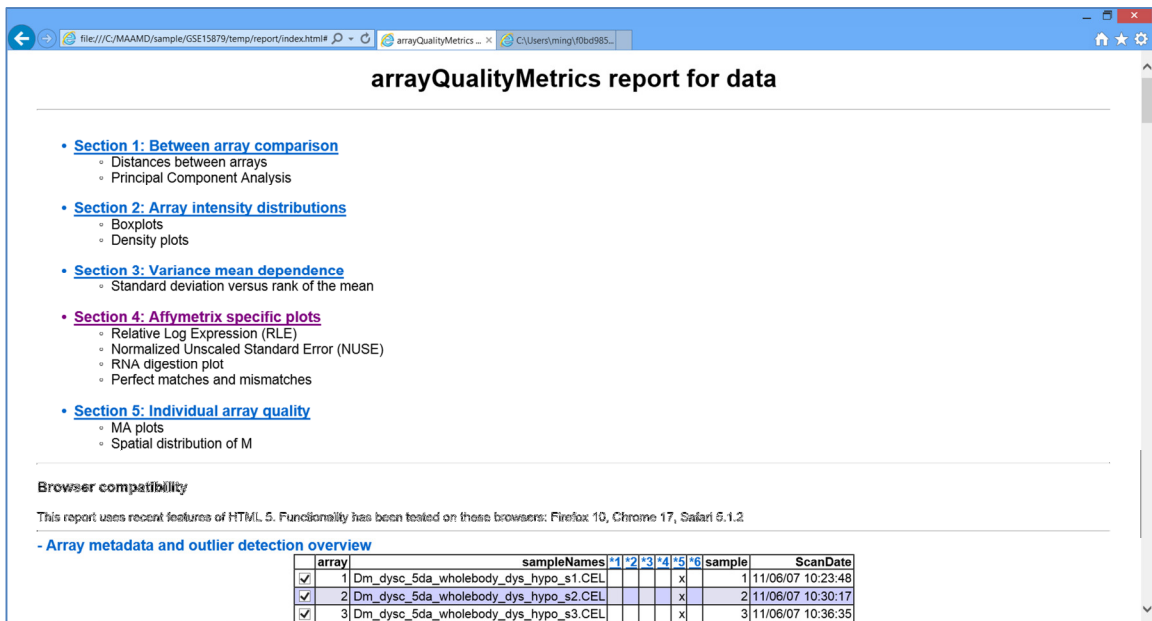 file:///C:/MAAMD/sample/GSE15879/temp/report/index.html#
arrayQualityMetrics ...
C:\Users\ming\f0bd985...
arrayQualityMetrics report for data
• Section 1: Between array comparison
◦ Distances between arrays
◦ Principal Component Analysis
• Section 2: Array intensity distributions
◦ Boxplots
◦ Density plots
• Section 3: Variance mean dependence
◦ Standard deviation versus rank of the mean
• Section 4: Affymetrix specific plots
◦ Relative Log Expression (RLE)
◦ Normalized Unscaled Standard Error (NUSE)
◦ RNA digestion plot
◦ Perfect matches and mismatches
• Section 5: Individual array quality
◦ MA plots
◦ Spatial distribution of M
Browser compatibility
This report uses recent features of HTML 5. Functionality has been tested on these browsers: Firefox 10, Chrome 17, Safari 5.1.2
- Array metadata and outlier detection overview
array sampleNames *1 *2 *3 *4 *5 *6 sample ScanDate
1 Dm_dysc_5da_wholebody_dys_hypo_s1.CEL x 1 11/06/07 10:23:48
2 Dm_dysc_5da_wholebody_dys_hypo_s2.CEL x 2 11/06/07 10:30:17
3 Dm_dysc_5da_wholebody_dys_hypo_s3.CEL x 3 11/06/07 10:36:35